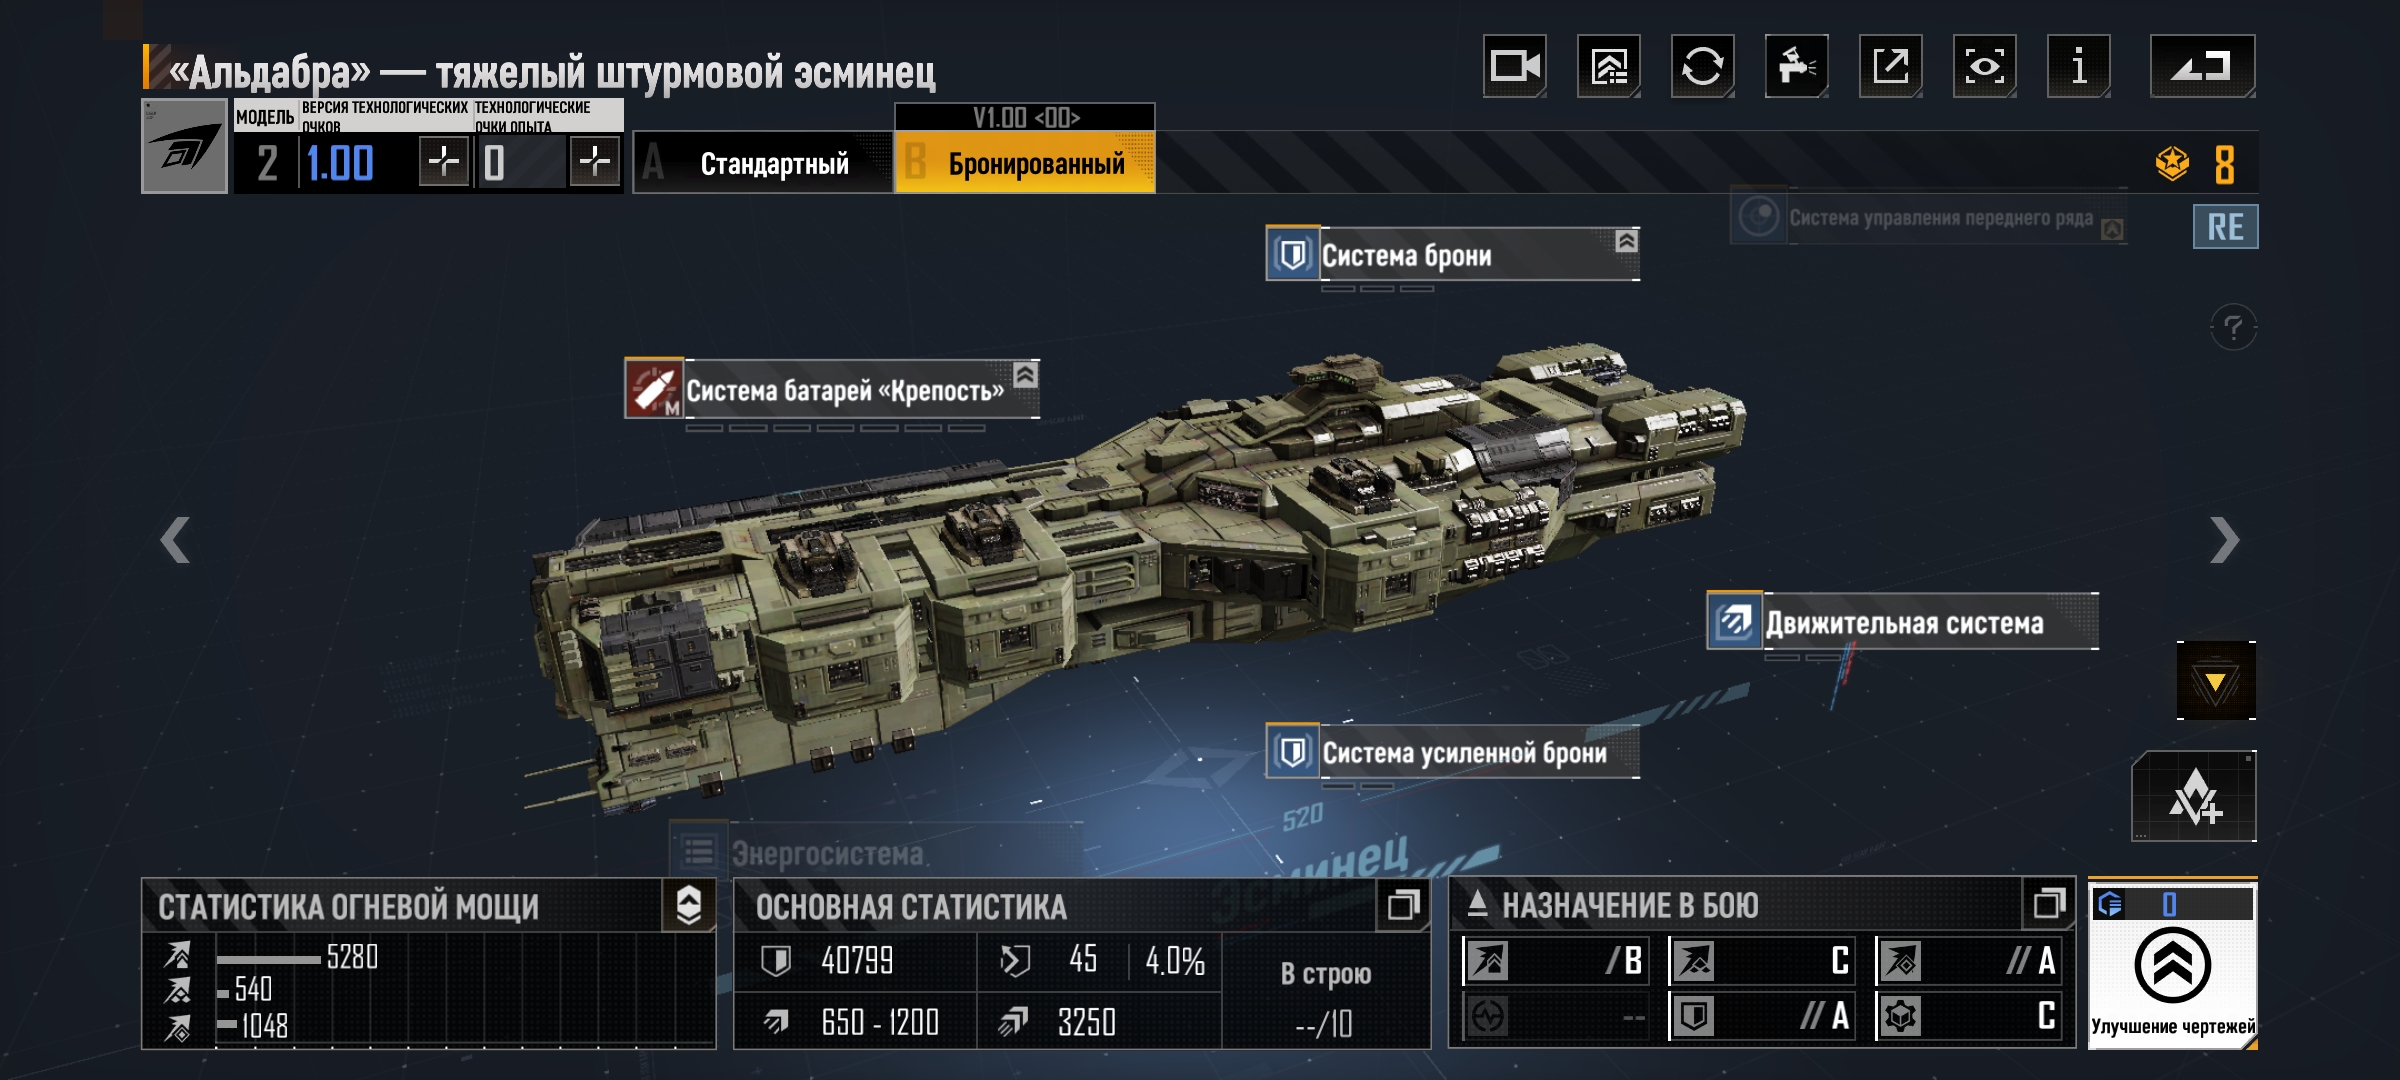 «Альдабра» — тяжелый штурмовой эсминец
МОДЕЛЬ
ВЕРСИЯ ТЕХНОЛОГИЧЕСКИХ
ОЧКОВ
ТЕХНОЛОГИЧЕСКИЕ
ОЧКИ ОПЫТА
2
1.00
0
V1.00 <00>
A Стандартный
B Бронированный
8
Система управления переднего ряда
RE
Система брони
?
Система батарей «Крепость»
M
Движительная система
Система усиленной брони
520
Эсминец
Энергосистема
СТАТИСТИКА ОГНЕВОЙ МОЩИ
5280
540
1048
ОСНОВНАЯ СТАТИСТИКА
40799
45
4.0%
650 - 1200
3250
В строю
--/10
НАЗНАЧЕНИЕ В БОЮ
/ B
C
// A
--
// A
C
0
Улучшение чертежей